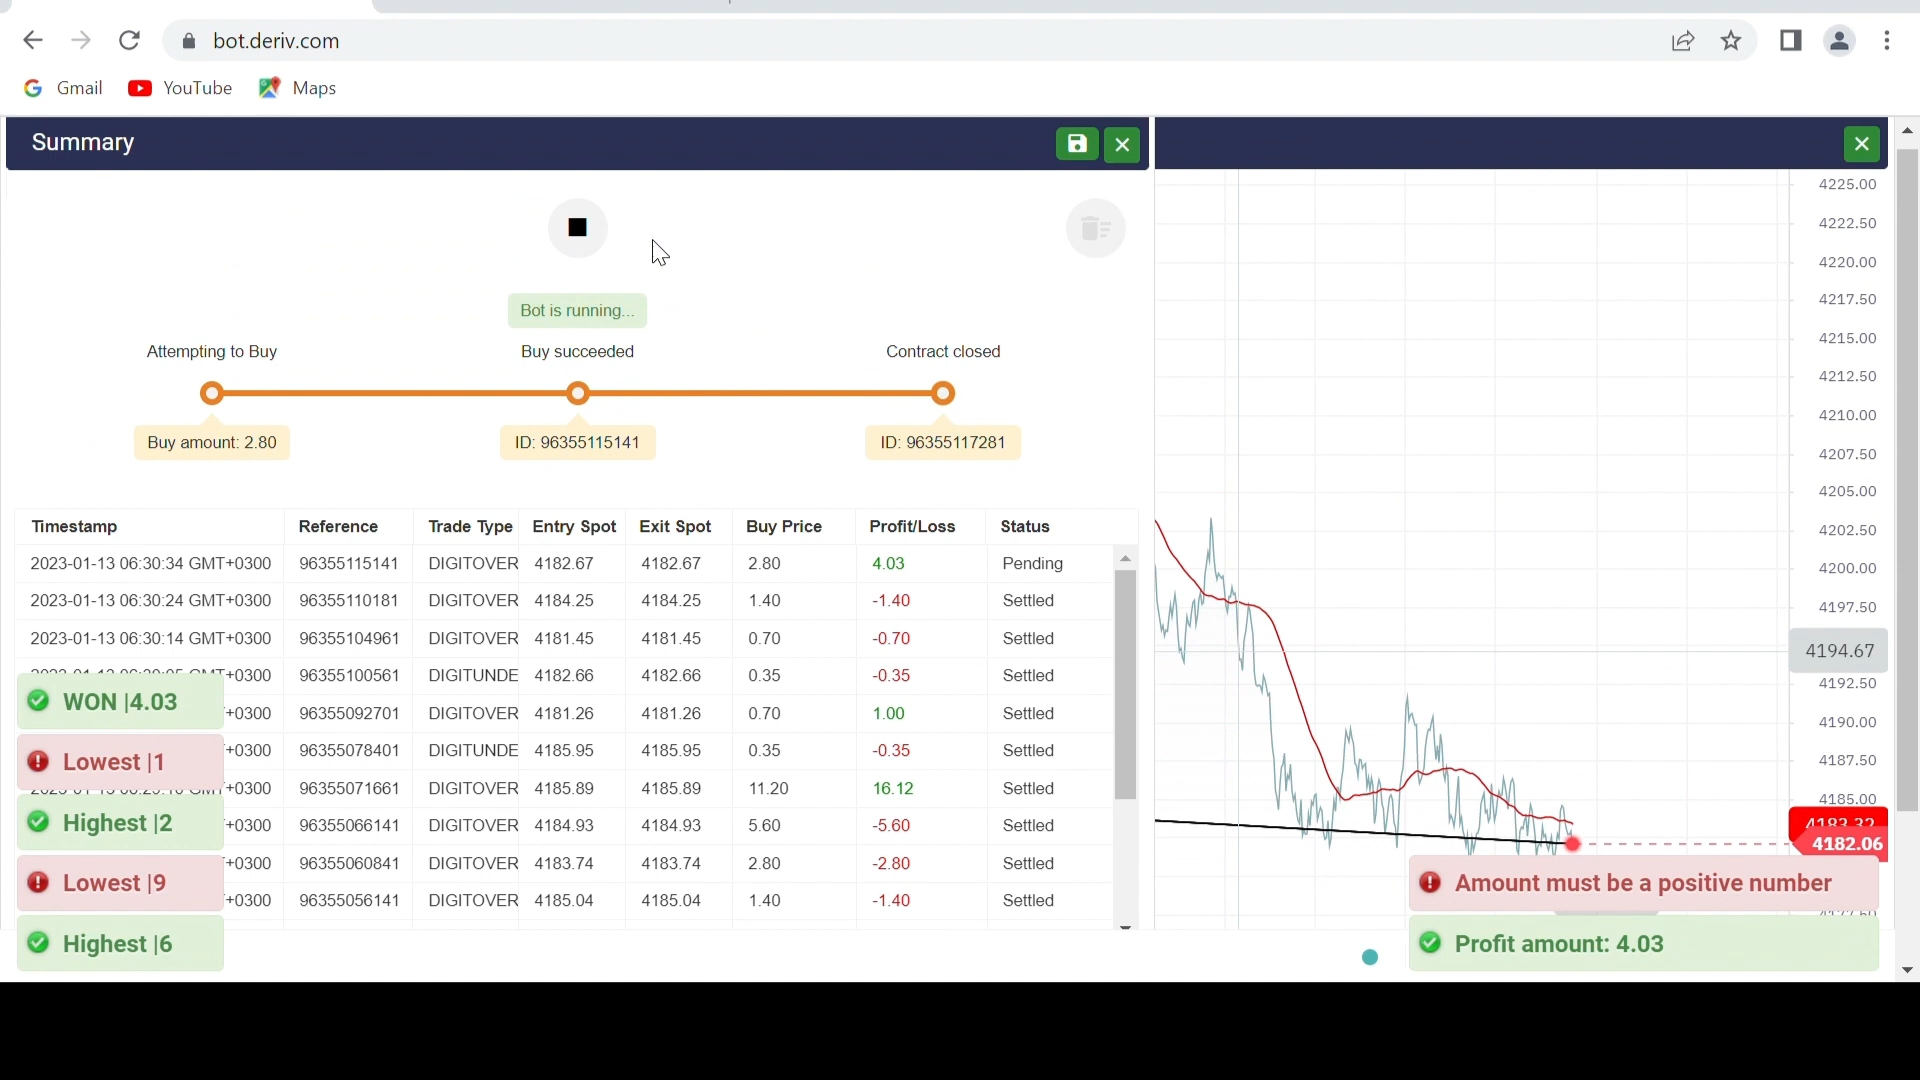 bot.deriv.com
Gmail YouTube Maps
Summary
Bot is running...
Attempting to Buy Buy succeeded Contract closed
Buy amount: 2.80 ID: 96355115141 ID: 96355117281
Timestamp Reference Trade Type Entry Spot Exit Spot Buy Price Profit/Loss Status
2023-01-13 06:30:34 GMT+0300 96355115141 DIGITOVER 4182.67 4182.67 2.80 4.03 Pending
2023-01-13 06:30:24 GMT+0300 96355110181 DIGITOVER 4184.25 4184.25 1.40 -1.40 Settled
2023-01-13 06:30:14 GMT+0300 96355104961 DIGITOVER 4181.45 4181.45 0.70 -0.70 Settled
+0300 96355100561 DIGITUNDE 4182.66 4182.66 0.35 -0.35 Settled
+0300 96355092701 DIGITOVER 4181.26 4181.26 0.70 1.00 Settled
+0300 96355078401 DIGITUNDE 4185.95 4185.95 0.35 -0.35 Settled
+0300 96355071661 DIGITOVER 4185.89 4185.89 11.20 16.12 Settled
+0300 96355066141 DIGITOVER 4184.93 4184.93 5.60 -5.60 Settled
+0300 96355060841 DIGITOVER 4183.74 4183.74 2.80 -2.80 Settled
+0300 96355056141 DIGITOVER 4185.04 4185.04 1.40 -1.40 Settled
WON |4.03
Lowest |1
Highest |2
Lowest |9
Highest |6
4225.00
4222.50
4220.00
4217.50
4215.00
4212.50
4210.00
4207.50
4205.00
4202.50
4200.00
4197.50
4194.67
4192.50
4190.00
4187.50
4185.00
4183.32
4182.06
Amount must be a positive number
Profit amount: 4.03